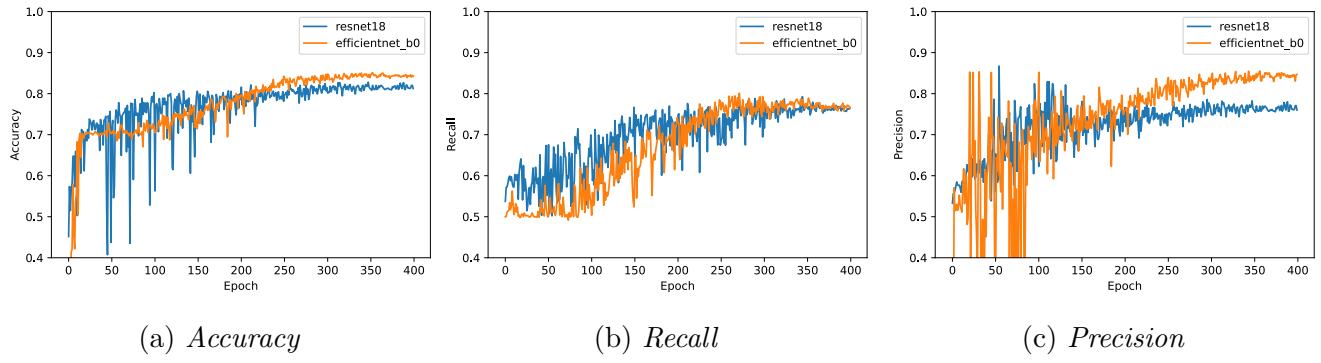 resnet18
efficientnet_b0
1.0
0.9
0.8
0.7
0.6
0.5
0.4
Accuracy
0 50 100 150 200 250 300 350 400
Epoch
(a) Accuracy
resnet18
efficientnet_b0
1.0
0.9
0.8
0.7
0.6
0.5
0.4
Recall
0 50 100 150 200 250 300 350 400
Epoch
(b) Recall
resnet18
efficientnet_b0
1.0
0.9
0.8
0.7
0.6
0.5
0.4
Precision
0 50 100 150 200 250 300 350 400
Epoch
(c) Precision